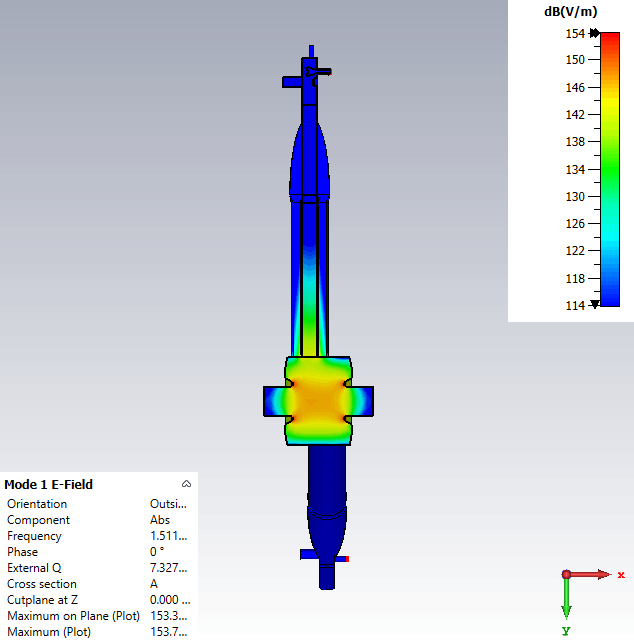 dB(V/m)
154
150
146
142
138
134
130
126
122
118
114
Mode 1 E-Field
Orientation Outsi...
Component Abs
Frequency 1.511...
Phase 0 °
External Q 7.327...
Cross section A
Cutplane at Z 0.000 ...
Maximum on Plane (Plot) 153.3...
Maximum (Plot) 153.7...
x
y